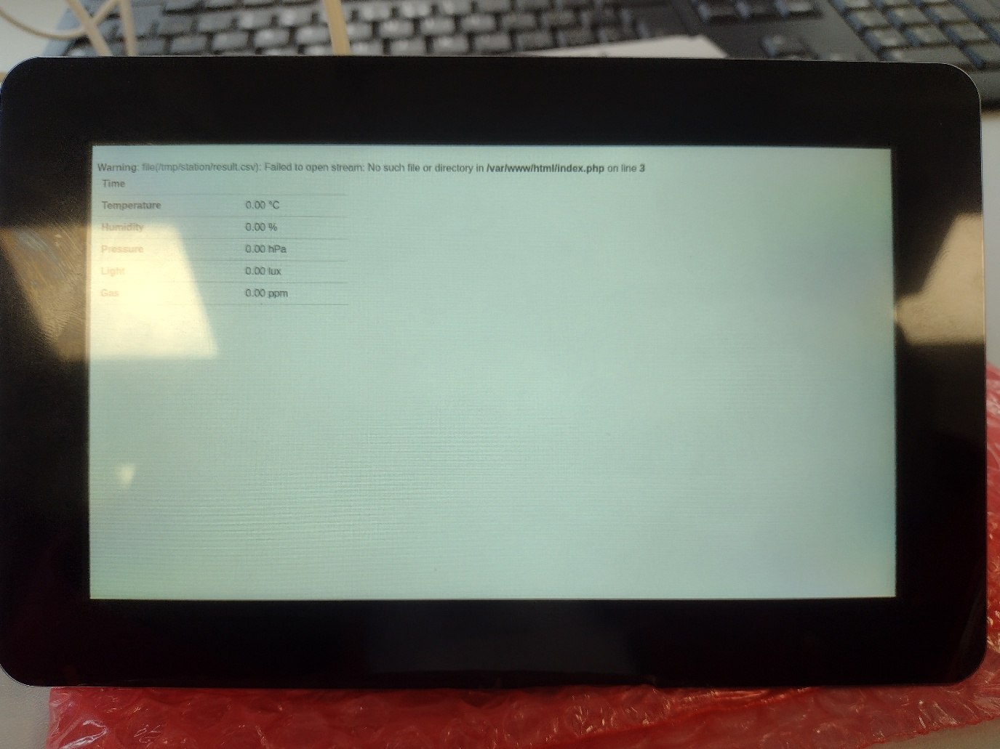 Warning: file(/tmp/station/result.csv): Failed to open stream: No such file or directory in /var/www/html/index.php on line 3
Time
Temperature 0.00 °C
Humidity 0.00 %
Pressure 0.00 hPa
Light 0.00 lux
Gas 0.00 ppm